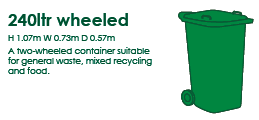 240ltr wheeled
H 1.07m W 0.73m D 0.57m
A two-wheeled container suitable
for general waste, mixed recycling
and food.